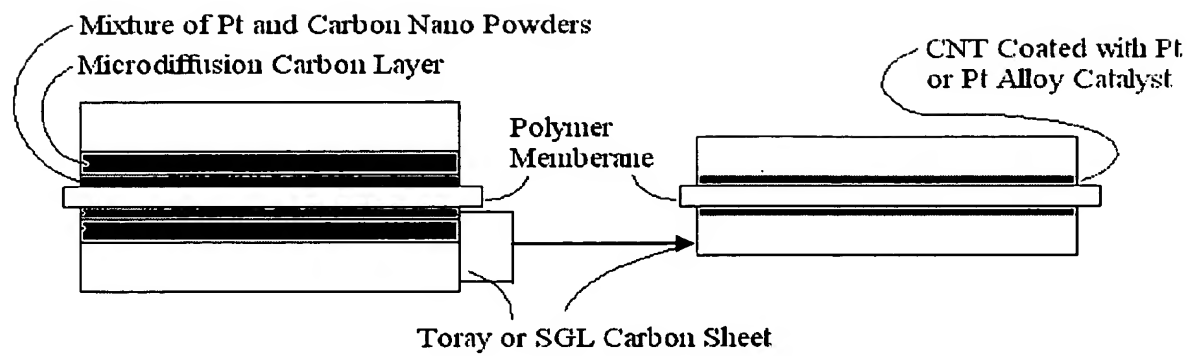 Mixture of Pt and Carbon Nano Powders
Microdiffusion Carbon Layer
CNT Coated with Pt
or Pt Alloy Catalyst
Polymer
Memberane
Toray or SGL Carbon Sheet